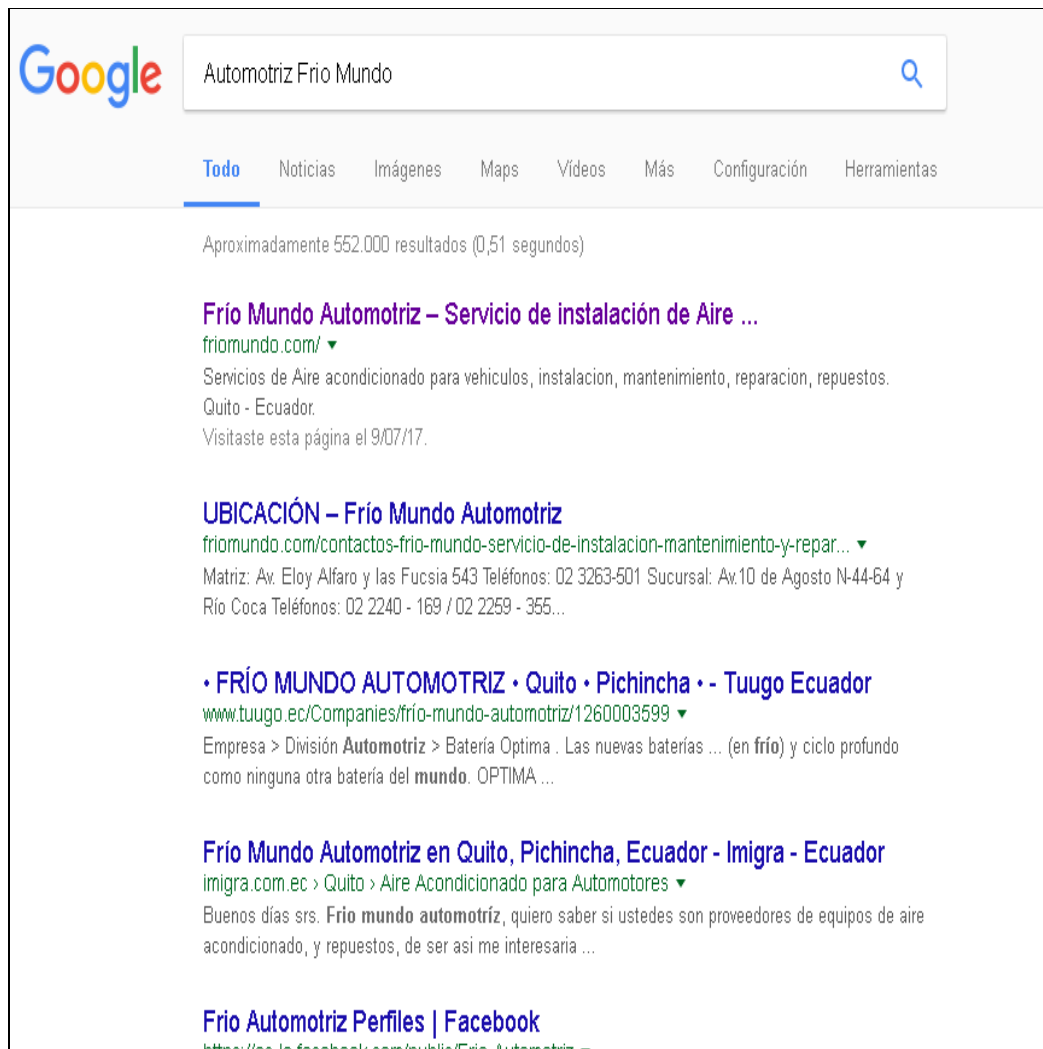 Google
Automotriz Frio Mundo
Todo Noticias Imágenes Maps Vídeos Más Configuración Herramientas
Aproximadamente 552.000 resultados (0,51 segundos)
Frío Mundo Automotriz – Servicio de instalación de Aire ...
friomundo.com/
Servicios de Aire acondicionado para vehiculos, instalacion, mantenimiento, reparacion, repuestos.
Quito - Ecuador.
Visitaste esta página el 9/07/17.
UBICACIÓN – Frío Mundo Automotriz
friomundo.com/contactos-frio-mundo-servicio-de-instalacion-mantenimiento-y-repar...
Matriz: Av. Eloy Alfaro y las Fucsia 543 Teléfonos: 02 3263-501 Sucursal: Av.10 de Agosto N-44-64 y
Río Coca Teléfonos: 02 2240 - 169 / 02 2259 - 355...
• FRÍO MUNDO AUTOMOTRIZ • Quito • Pichincha • - Tuugo Ecuador
www.tuugo.ec/Companies/frío-mundo-automotriz/1260003599
Empresa > División Automotriz > Batería Optima . Las nuevas baterías ... (en frío) y ciclo profundo
como ninguna otra batería del mundo. OPTIMA ...
Frío Mundo Automotriz en Quito, Pichincha, Ecuador - Imigra - Ecuador
imigra.com.ec › Quito › Aire Acondicionado para Automotores
Buenos días srs. Frio mundo automotríz, quiero saber si ustedes son proveedores de equipos de aire
acondicionado, y repuestos, de ser asi me interesaria ...
Frio Automotriz Perfiles | Facebook